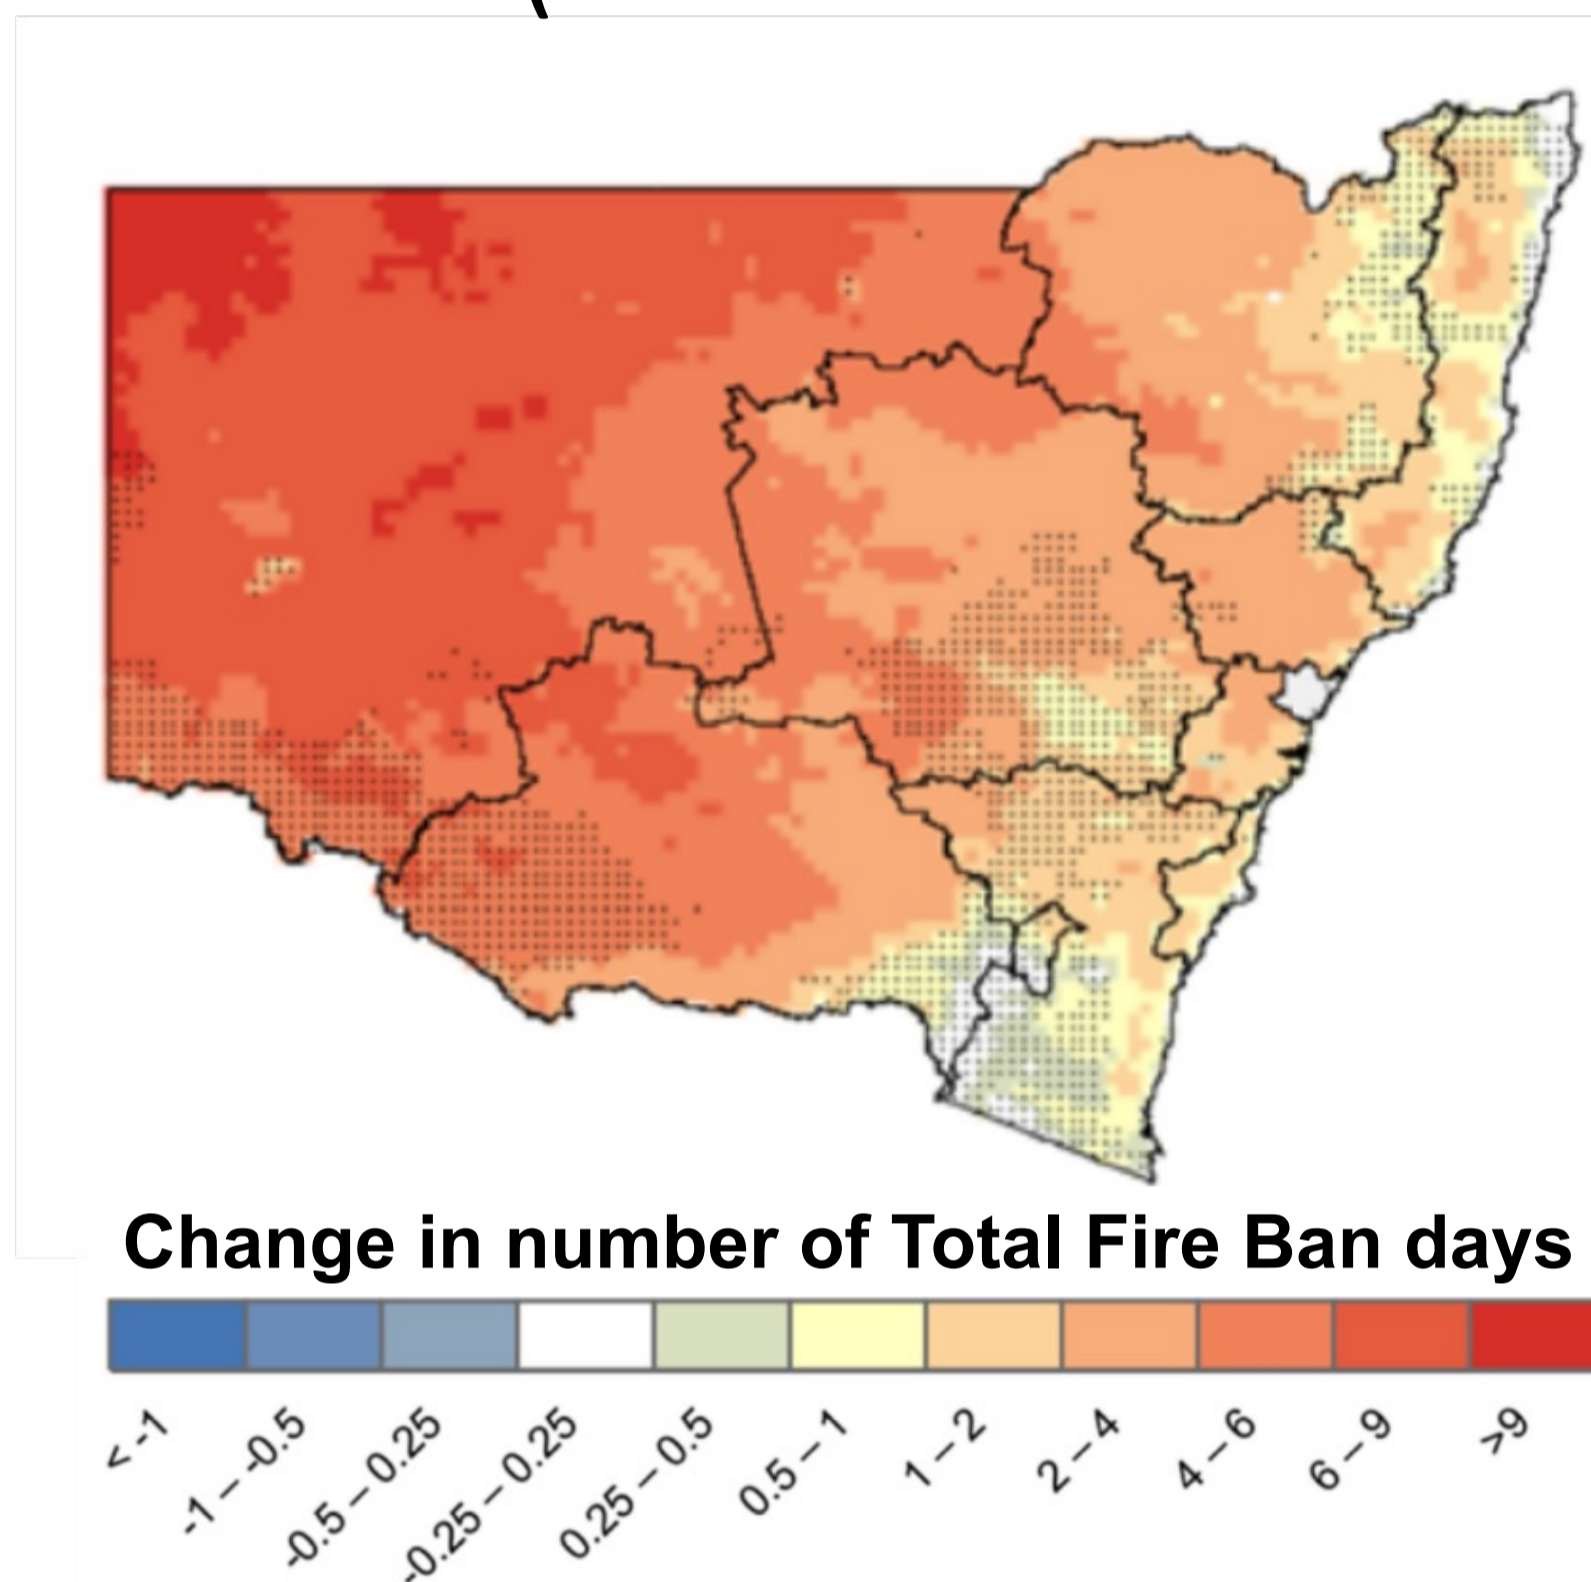 Change in number of Total Fire Ban days
< -1
-1 – -0.5
-0.5 – 0.25
-0.25 – 0.25
0.25 – 0.5
0.5 – 1
1 – 2
2 – 4
4 – 6
6 – 9
>9